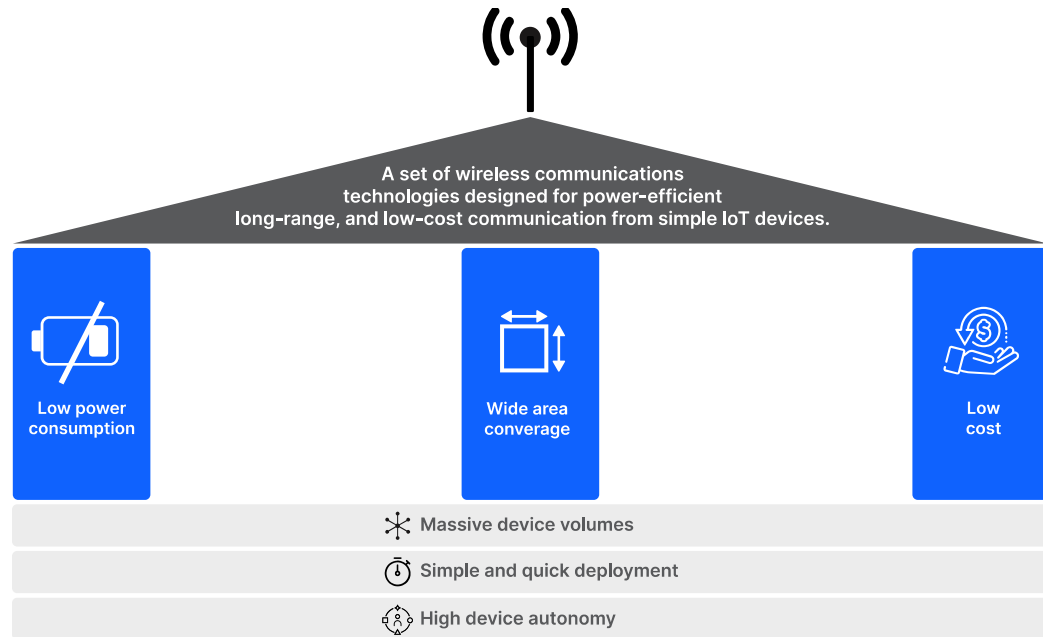 A set of wireless communications
technologies designed for power-efficient
long-range, and low-cost communication from simple IoT devices.
Low power
consumption
Wide area
converage
Low
cost
Massive device volumes
Simple and quick deployment
High device autonomy